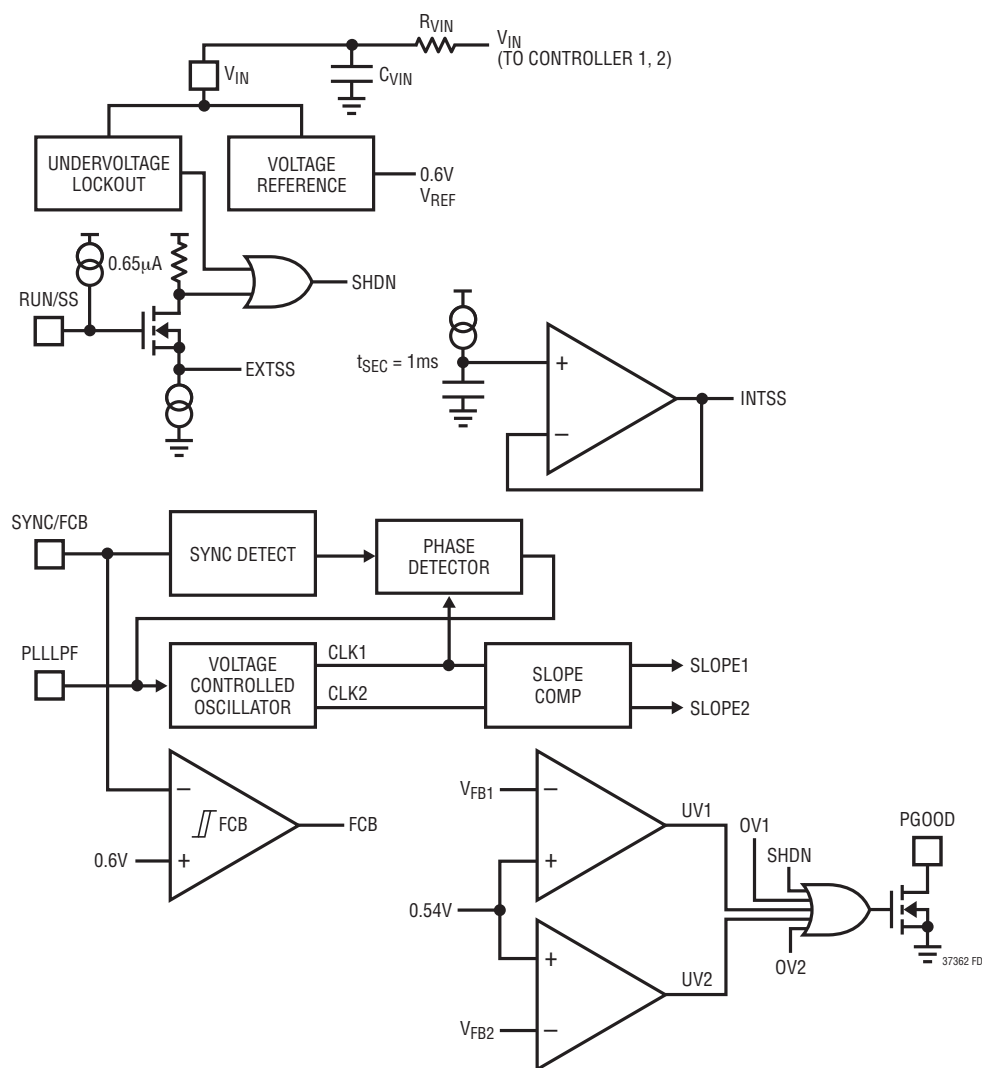 RVIN
VIN
(TO CONTROLLER 1, 2)
VIN
CVIN
UNDERVOLTAGE
LOCKOUT
VOLTAGE
REFERENCE
0.6V
VREF
0.65µA
RUN/SS
SHDN
EXTSS
tSEC = 1ms
+
–
INTSS
SYNC/FCB
SYNC DETECT
PHASE
DETECTOR
PLLLPF
VOLTAGE
CONTROLLED
OSCILLATOR
CLK1
CLK2
SLOPE
COMP
SLOPE1
SLOPE2
–
FCB
+
FCB
0.6V
VFB1
–
+
UV1
0.54V
+
–
UV2
VFB2
OV1
SHDN
OV2
PGOOD
37362 FD